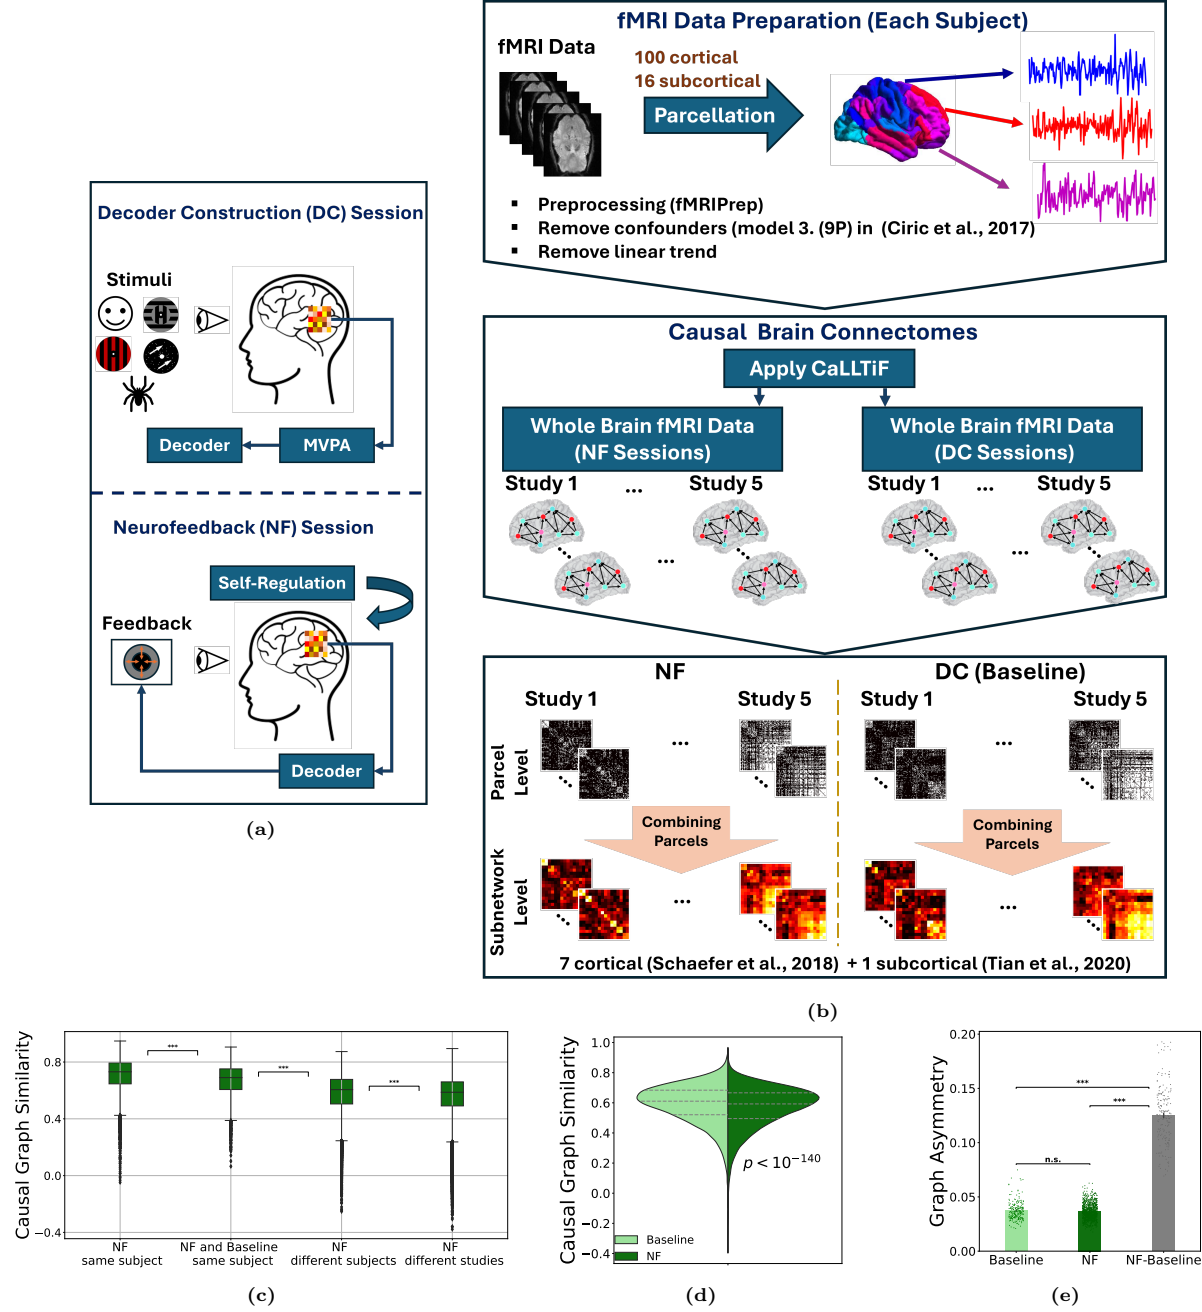 Decoder Construction (DC) Session
Stimuli
Decoder
MVPA
Neurofeedback (NF) Session
Self-Regulation
Feedback
Decoder
(a)
fMRI Data Preparation (Each Subject)
fMRI Data
100 cortical
16 subcortical
Parcellation
▪ Preprocessing (fMRIPrep)
▪ Remove confounders (model 3. (9P) in (Ciric et al., 2017)
▪ Remove linear trend
Causal Brain Connectomes
Apply CaLLTiF
Whole Brain fMRI Data
(NF Sessions)
Whole Brain fMRI Data
(DC Sessions)
Study 1 ... Study 5
Study 1 ... Study 5
...
...
NF
DC (Baseline)
Study 1
Study 5
Study 1
Study 5
Parcel
Level
...
...
Combining
Parcels
Combining
Parcels
Subnetwork
Level
...
...
7 cortical (Schaefer et al., 2018) + 1 subcortical (Tian et al., 2020)
(b)
Causal Graph Similarity
0.8
0.4
0.0
−0.4
***
***
***
NF
same subject
NF and Baseline
same subject
NF
different subjects
NF
different studies
(c)
Causal Graph Similarity
1.0
0.8
0.6
0.4
0.2
0.0
−0.2
−0.4
p < 10−140
Baseline
NF
(d)
Graph Asymmetry
0.20
0.15
0.10
0.05
0.00
***
***
n.s.
Baseline
NF
NF-Baseline
(e)